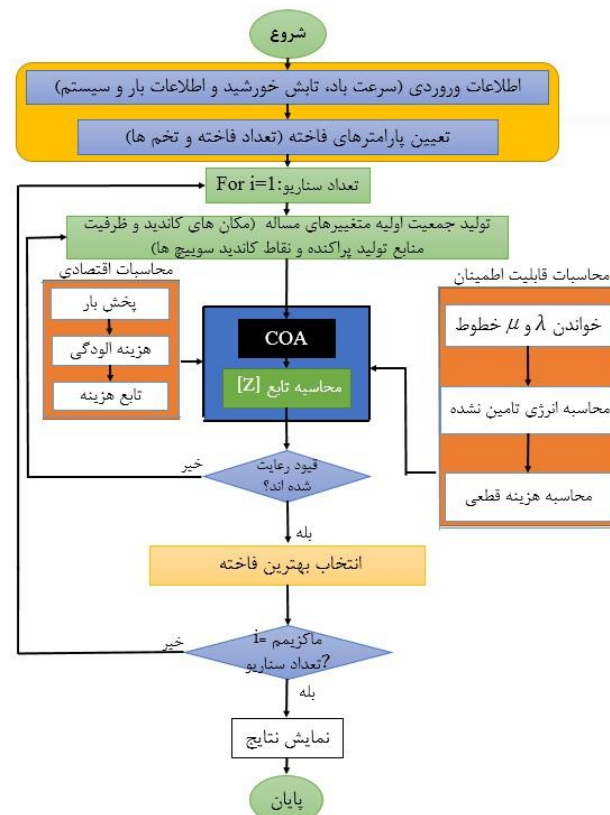 شروع
اطلاعات وروردی (سرعت باد، تابش خورشید و اطلاعات بار و سیستم)
تعیین پارامترهای فاخته (تعداد فاخته و تخم ها)
For i=1:تعداد سناریو
تولید جمعیت اولیه متغییرهای مساله (مکان های کاندید و ظرفیت
منابع تولید پراکنده و نقاط کاندید سوییچ ها)
محاسبات اقتصادی
پخش بار
هزینه الودگی
تابع هزینه
COA
محاسبه تابع [Z]
محاسبات قابلیت اطمینان
خواندن λ و μ خطوط
محاسبه انرژی تامین نشده
محاسبه هزینه قطعی
قیود رعایت
شده اند؟
خیر
بله
انتخاب بهترین فاخته
ماکزیمم =i
تعداد سناریو?
خیر
بله
نمایش نتایج
پایان